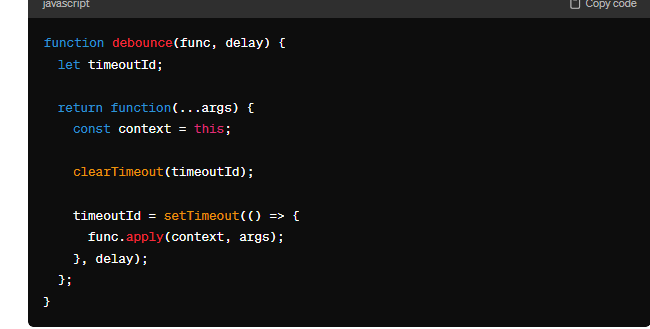 javascript
Copy code
function debounce(func, delay) {
  let timeoutId;

  return function(...args) {
    const context = this;

    clearTimeout(timeoutId);

    timeoutId = setTimeout(() => {
      func.apply(context, args);
    }, delay);
  };
}